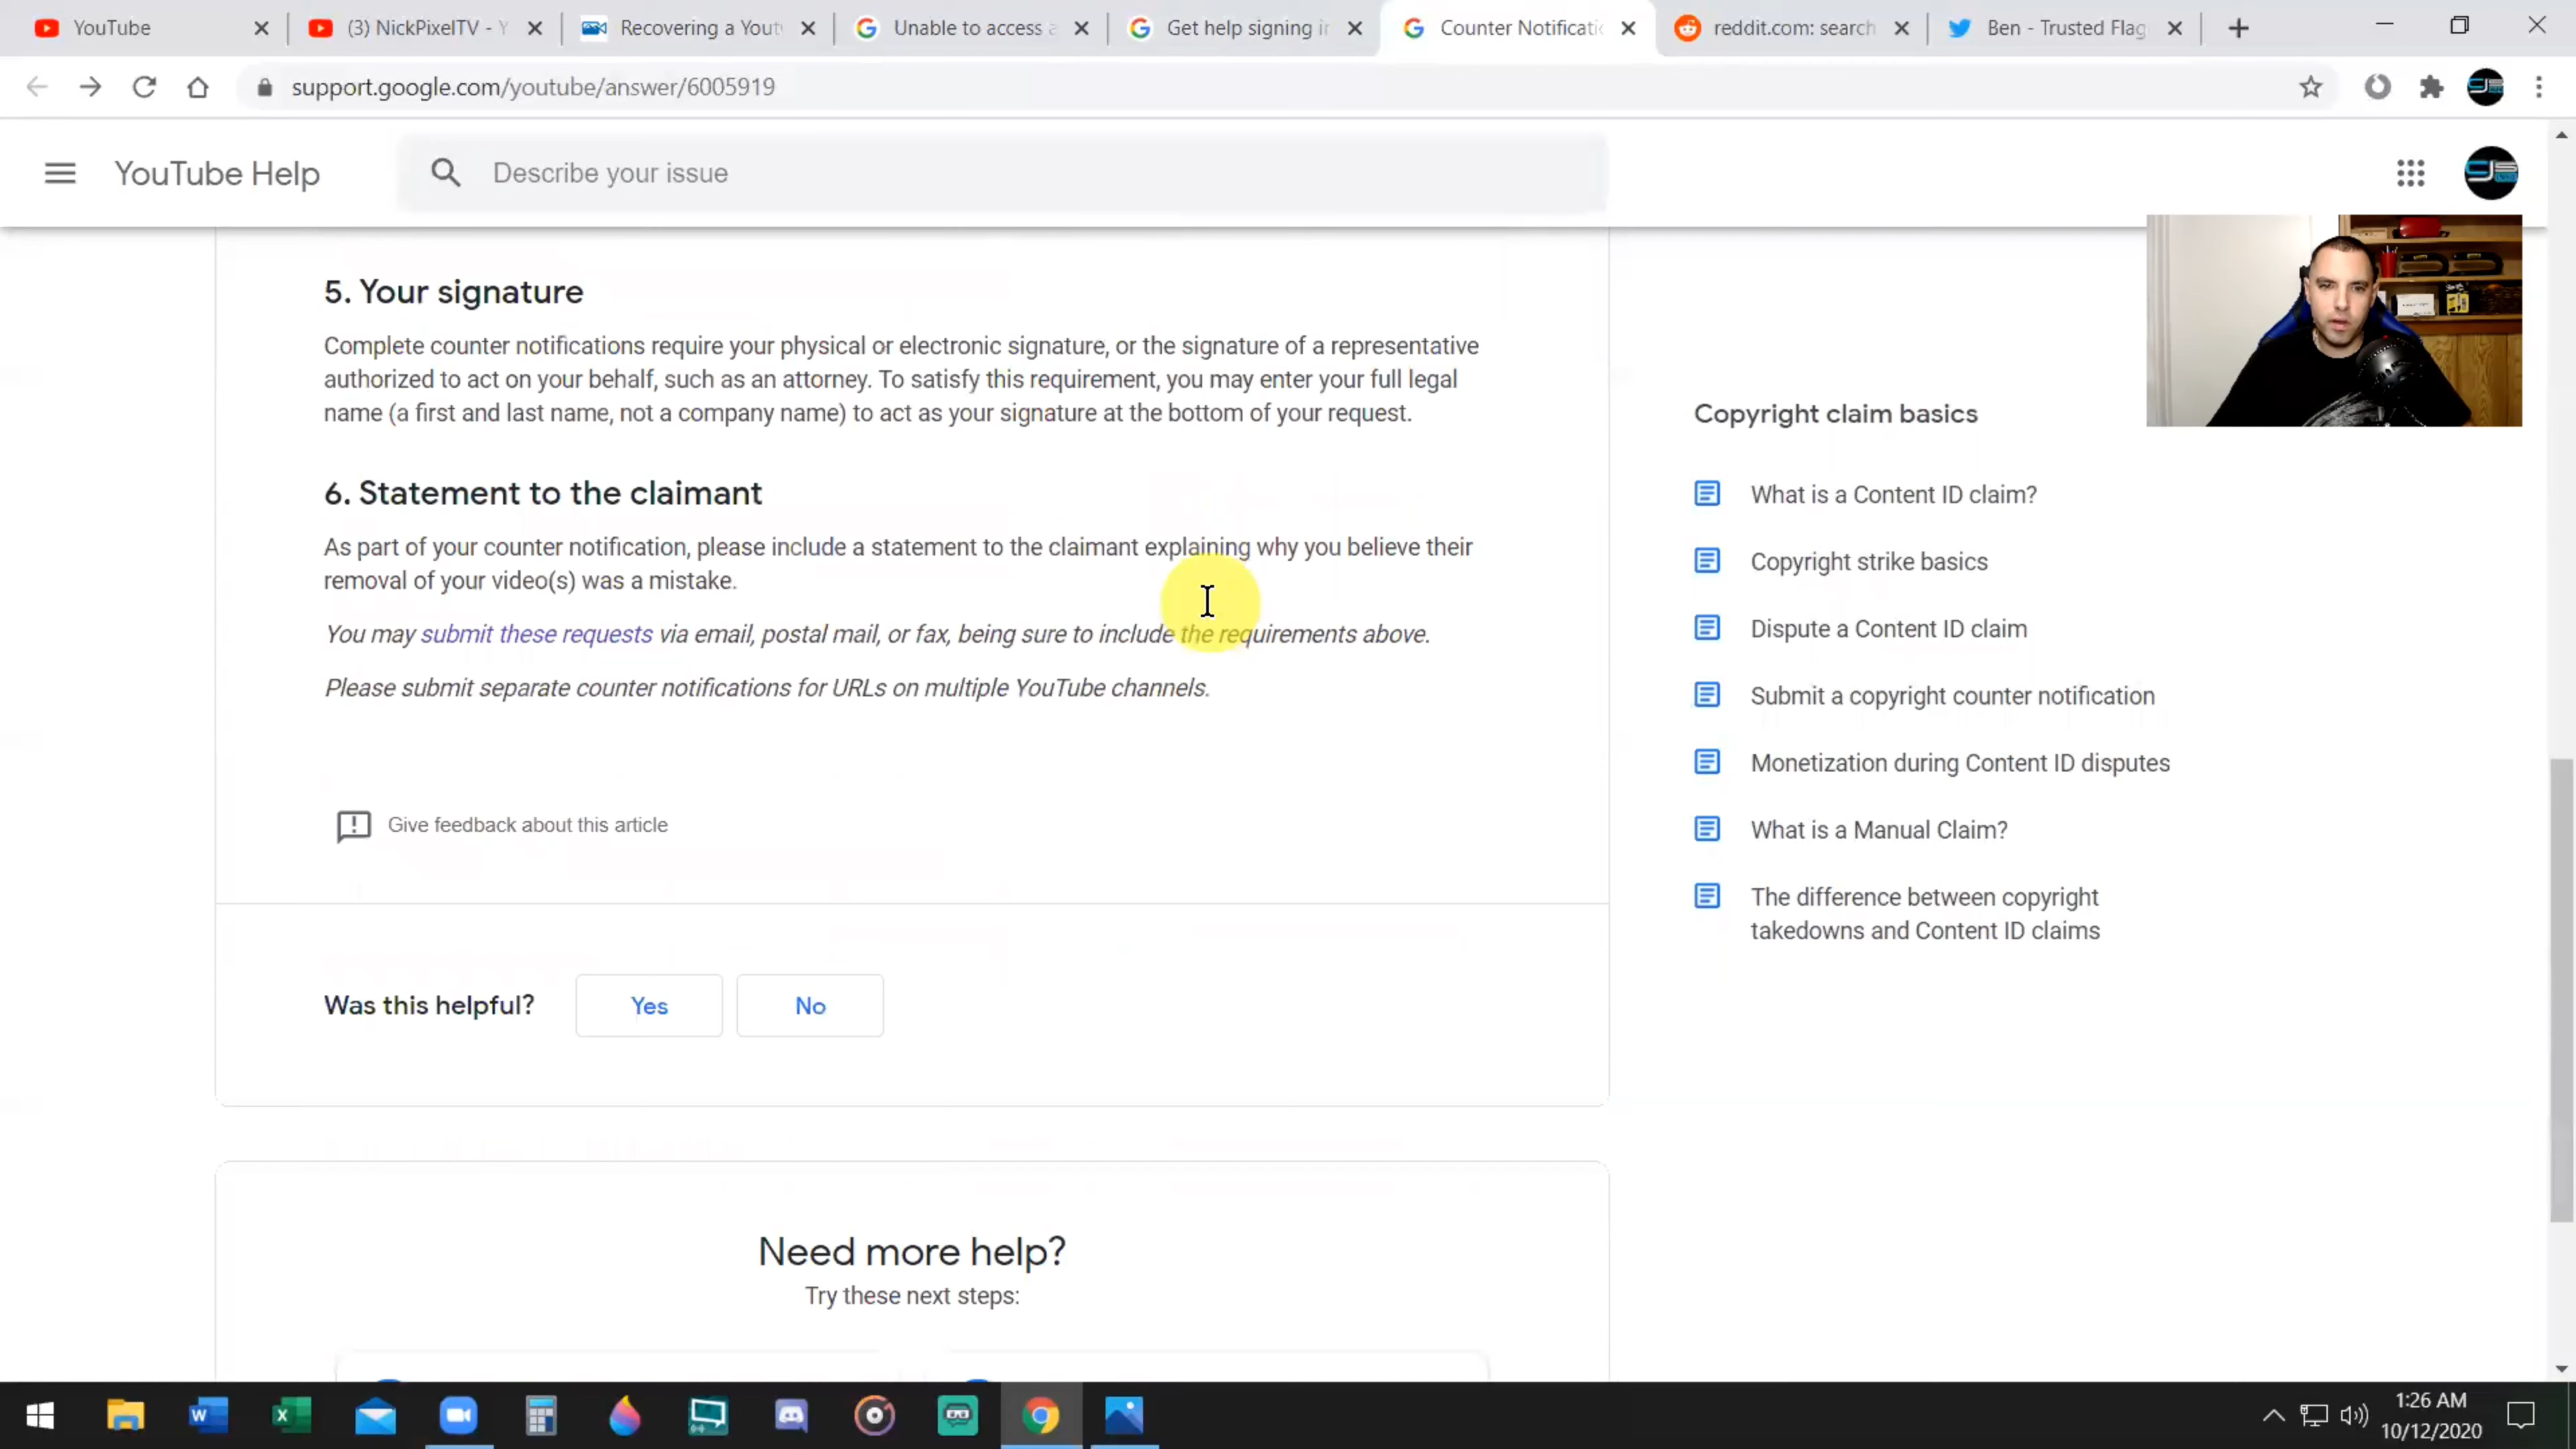 YouTube
(3) NickPixelTV - Y
Recovering a Yout
Unable to access a
Get help signing in
Counter Notificati
reddit.com: search
Ben - Trusted Flag
support.google.com/youtube/answer/6005919
YouTube Help
Describe your issue
5. Your signature
Complete counter notifications require your physical or electronic signature, or the signature of a representative
authorized to act on your behalf, such as an attorney. To satisfy this requirement, you may enter your full legal
name (a first and last name, not a company name) to act as your signature at the bottom of your request.
6. Statement to the claimant
As part of your counter notification, please include a statement to the claimant explaining why you believe their
removal of your video(s) was a mistake.
You may submit these requests via email, postal mail, or fax, being sure to include the requirements above.
Please submit separate counter notifications for URLs on multiple YouTube channels.
Give feedback about this article
Was this helpful?
Yes
No
Need more help?
Try these next steps:
Copyright claim basics
What is a Content ID claim?
Copyright strike basics
Dispute a Content ID claim
Submit a copyright counter notification
Monetization during Content ID disputes
What is a Manual Claim?
The difference between copyright
takedowns and Content ID claims
1:26 AM
10/12/2020